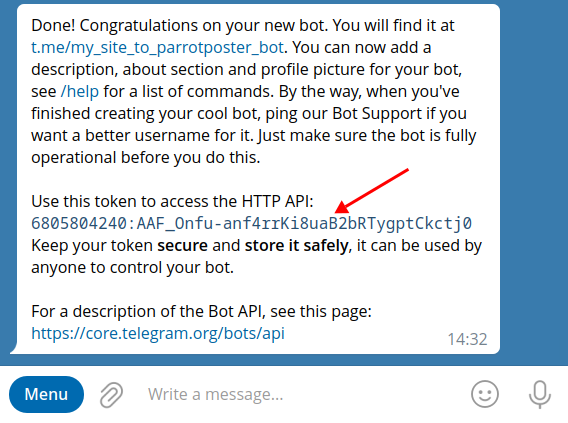 Done! Congratulations on your new bot. You will find it at
t.me/my_site_to_parrotposter_bot. You can now add a
description, about section and profile picture for your bot,
see /help for a list of commands. By the way, when you've
finished creating your cool bot, ping our Bot Support if you
want a better username for it. Just make sure the bot is fully
operational before you do this.
Use this token to access the HTTP API:
6805804240:AAF_Onfu-anf4rrKi8uaB2bRTygptCkctj0
Keep your token secure and store it safely, it can be used by
anyone to control your bot.
For a description of the Bot API, see this page:
https://core.telegram.org/bots/api
14:32
Menu
Write a message...